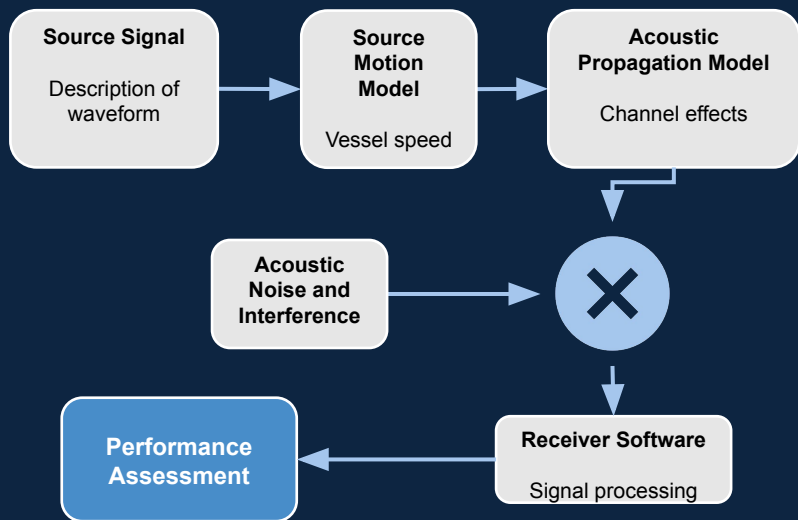 Source Signal
Description of
waveform
Source
Motion
Model
Vessel speed
Acoustic
Propagation Model
Channel effects
Acoustic
Noise and
Interference
Receiver Software
Signal processing
Performance
Assessment